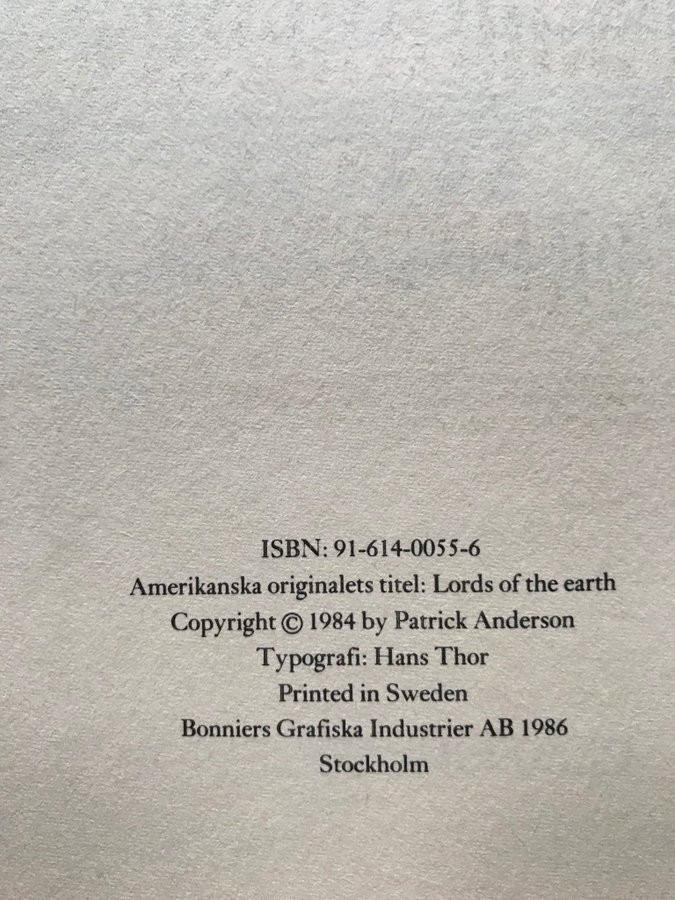 ISBN: 91-614-0055-6
Amerikanska originalets titel: Lords of the earth
Copyright © 1984 by Patrick Anderson
Typografi: Hans Thor
Printed in Sweden
Bonniers Grafiska Industrier AB 1986
Stockholm